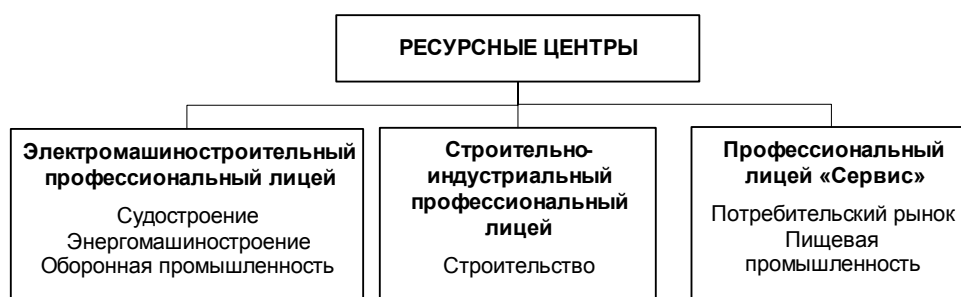 РЕСУРСНЫЕ ЦЕНТРЫ
Электромашиностроительный
профессиональный лицей
Судостроение
Энергомашиностроение
Оборонная промышленность
Строительно-
индустриальный
профессиональный
лицей
Строительство
Профессиональный
лицей «Сервис»
Потребительский рынок
Пищевая
промышленность